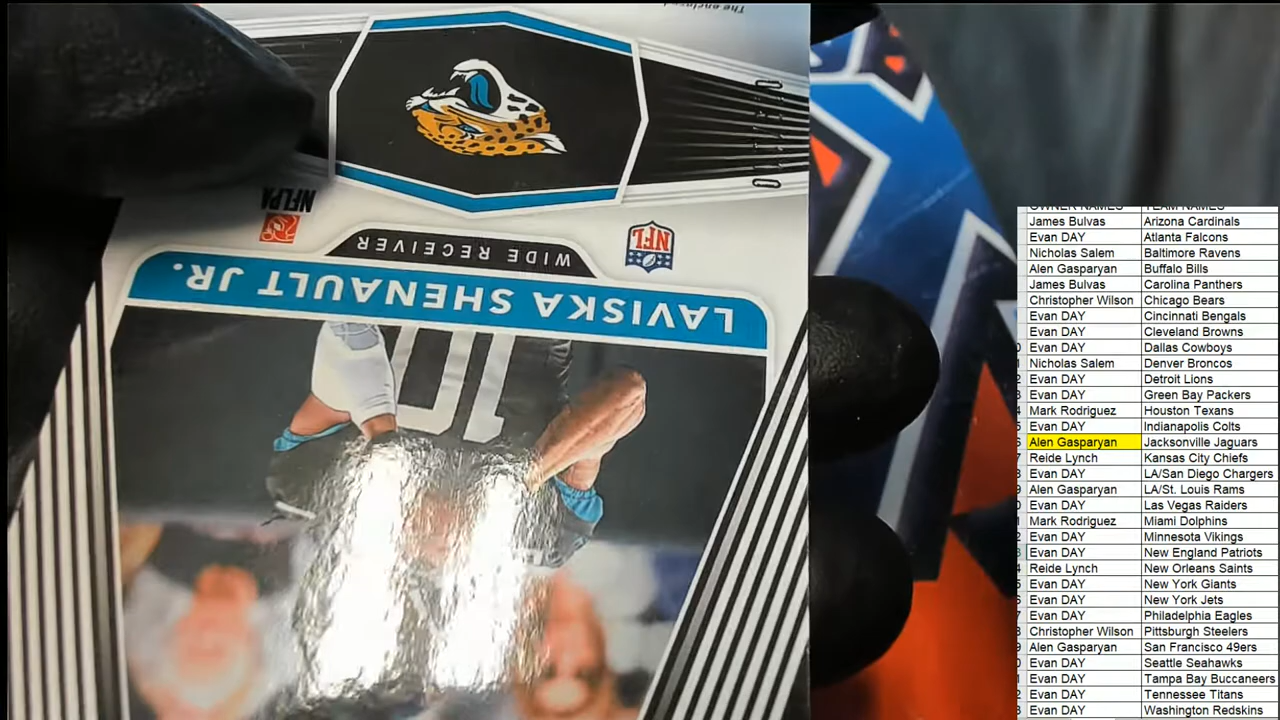 The enclosed
NFLPA
NFL
WIDE RECEIVER
LAVISKA SHENAULT JR.
10
OWNER NAMES TEAM NAMES
James Bulvas Arizona Cardinals
Evan DAY Atlanta Falcons
Nicholas Salem Baltimore Ravens
Alen Gasparyan Buffalo Bills
James Bulvas Carolina Panthers
Christopher Wilson Chicago Bears
Evan DAY Cincinnati Bengals
Evan DAY Cleveland Browns
Evan DAY Dallas Cowboys
Nicholas Salem Denver Broncos
Evan DAY Detroit Lions
Evan DAY Green Bay Packers
Mark Rodriguez Houston Texans
Evan DAY Indianapolis Colts
Alen Gasparyan Jacksonville Jaguars
Reide Lynch Kansas City Chiefs
Evan DAY LA/San Diego Chargers
Alen Gasparyan LA/St. Louis Rams
Evan DAY Las Vegas Raiders
Mark Rodriguez Miami Dolphins
Evan DAY Minnesota Vikings
Evan DAY New England Patriots
Reide Lynch New Orleans Saints
Evan DAY New York Giants
Evan DAY New York Jets
Evan DAY Philadelphia Eagles
Christopher Wilson Pittsburgh Steelers
Alen Gasparyan San Francisco 49ers
Evan DAY Seattle Seahawks
Evan DAY Tampa Bay Buccaneers
Evan DAY Tennessee Titans
Evan DAY Washington Redskins